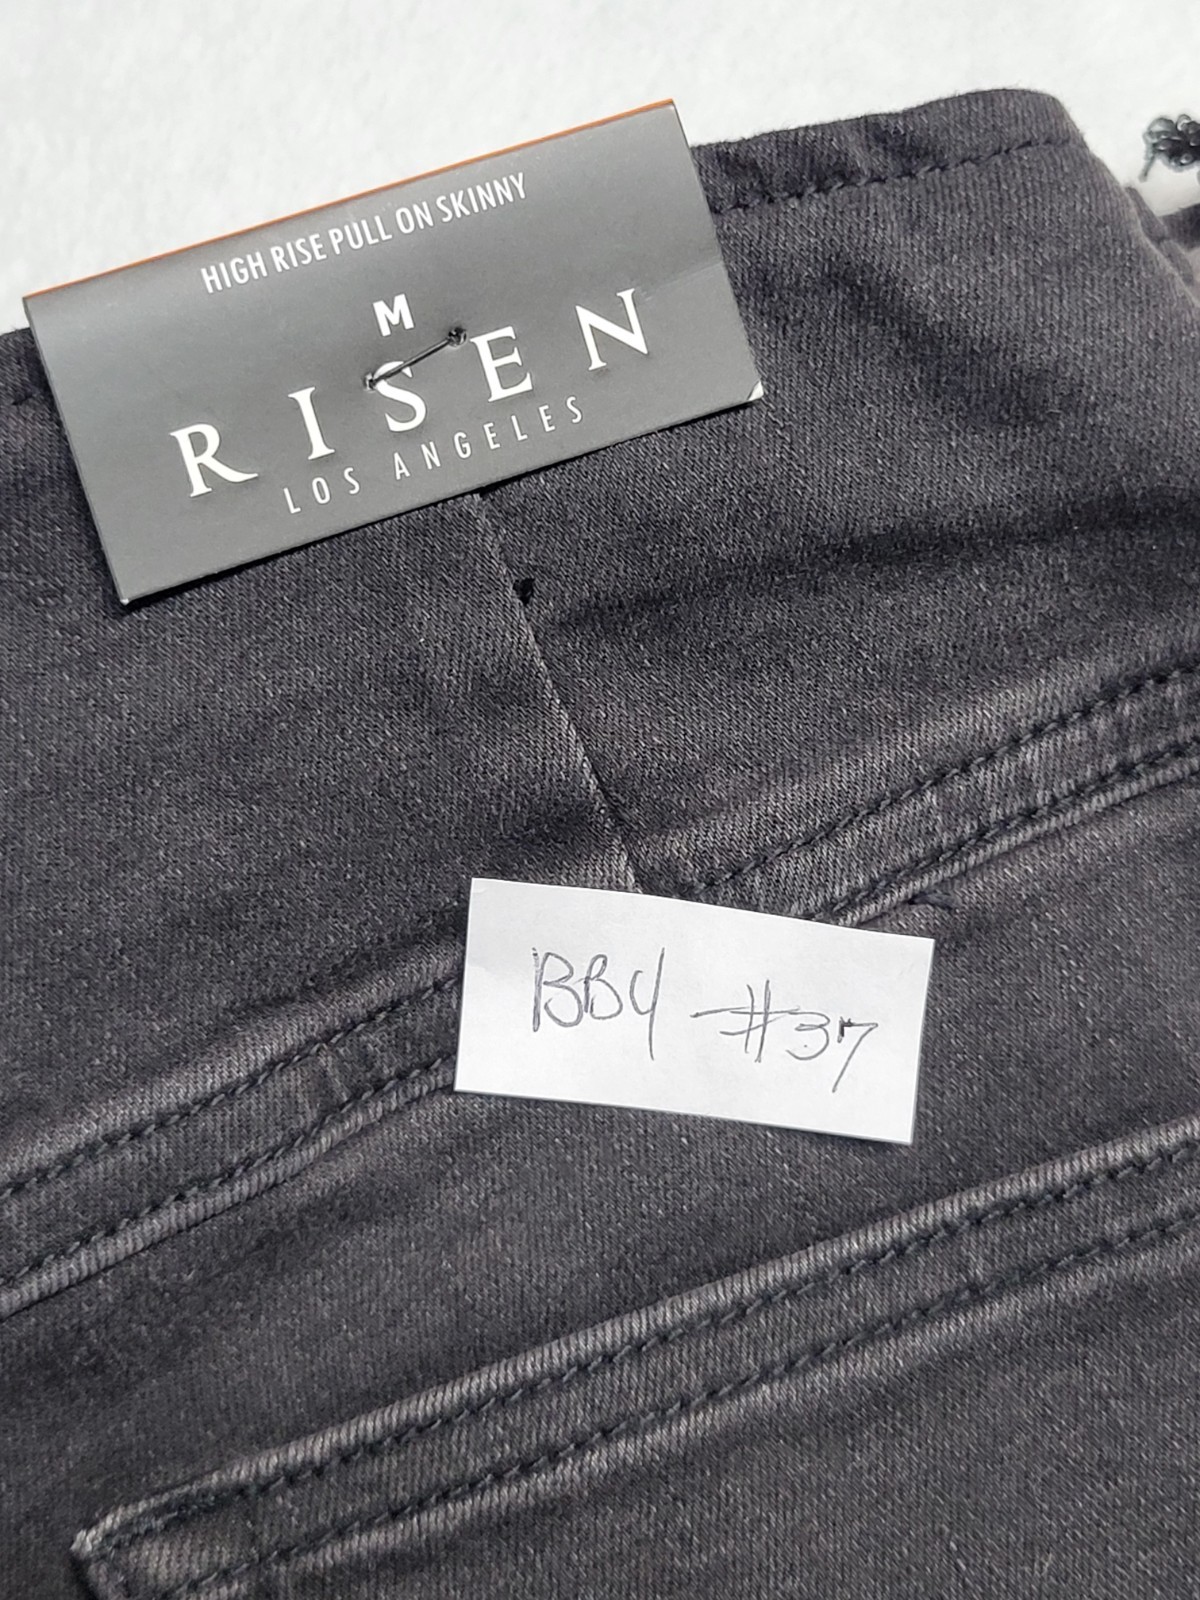 HIGH RISE PULL ON SKINNY
M
RISEN
LOS ANGELES
BB4 #37